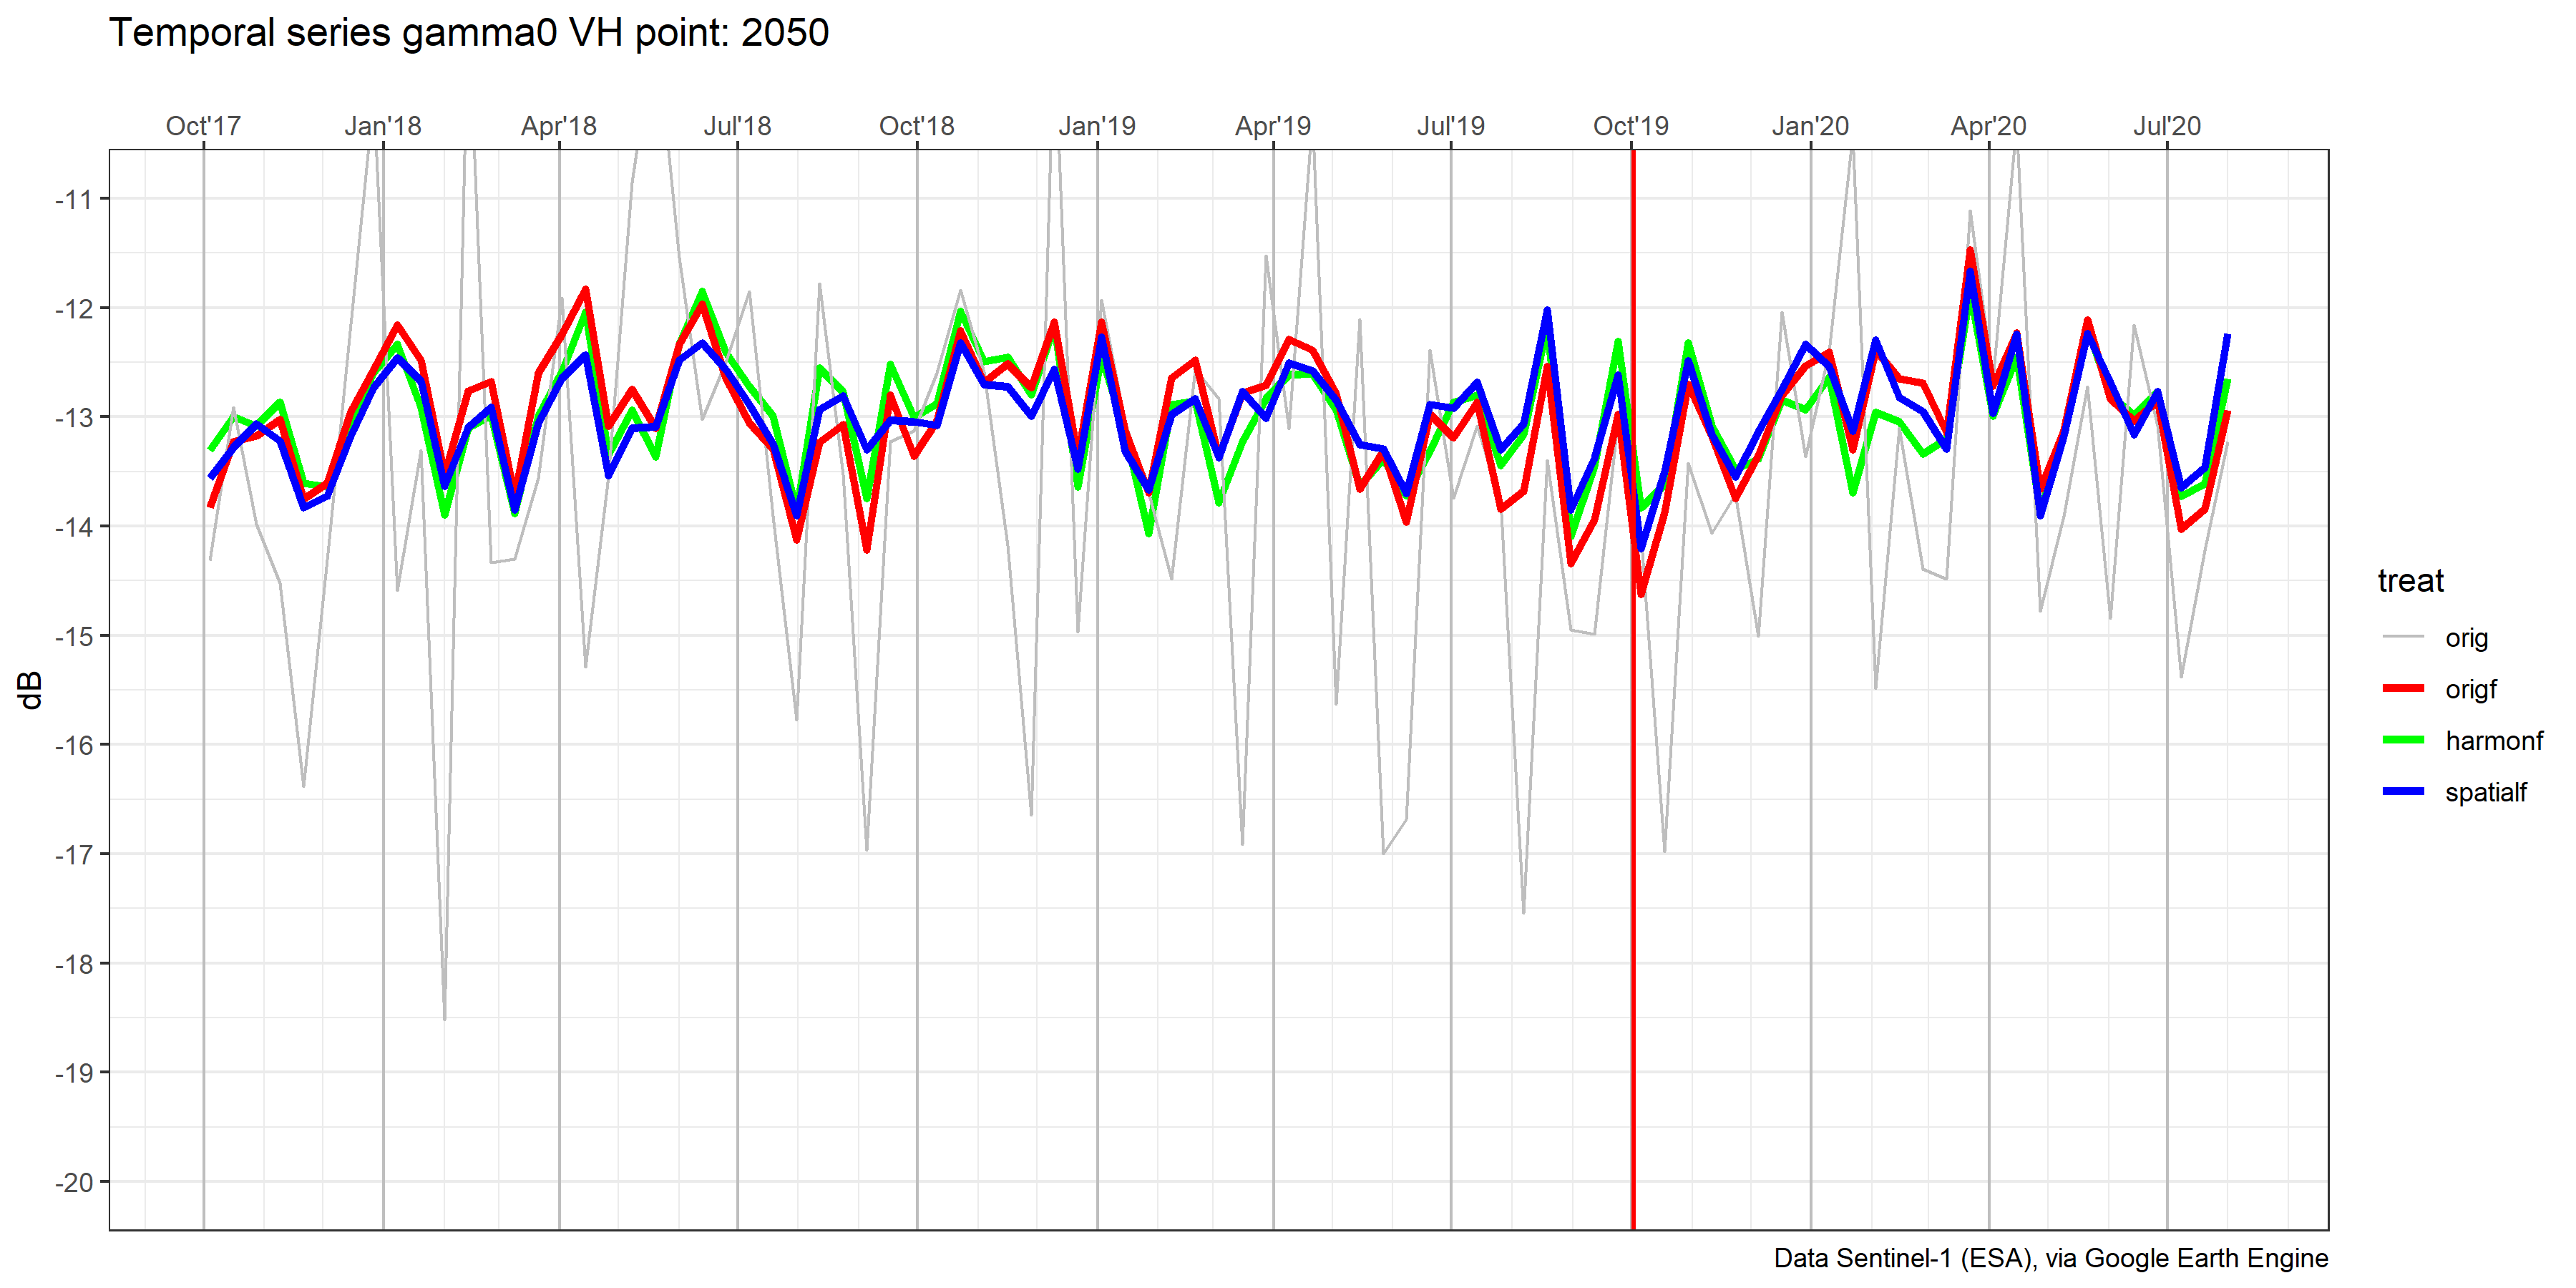 Temporal series gamma0 VH point: 2050
Oct'17 Jan'18 Apr'18 Jul'18 Oct'18 Jan'19 Apr'19 Jul'19 Oct'19 Jan'20 Apr'20 Jul'20
-11
-12
-13
-14
-15
-16
-17
-18
-19
-20
dB
treat
orig
origf
harmonf
spatialf
Data Sentinel-1 (ESA), via Google Earth Engine